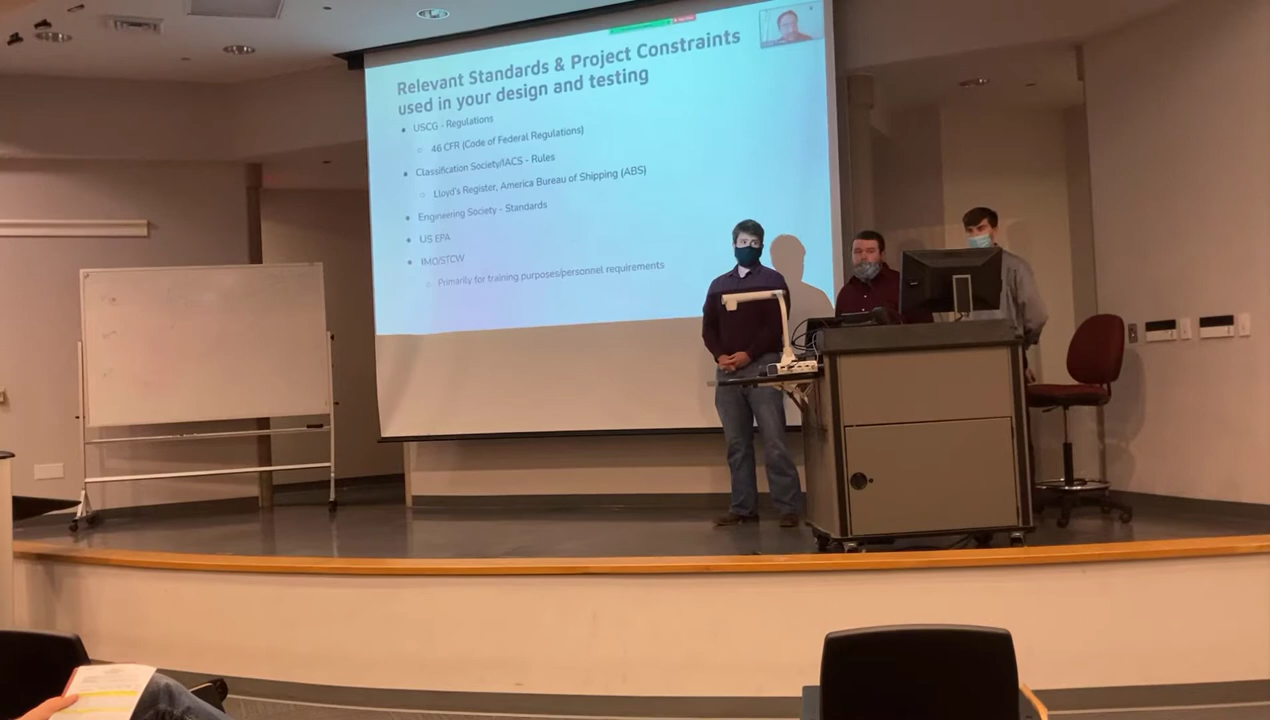 Relevant Standards & Project Constraints
used in your design and testing
● USCG - Regulations
○ 46 CFR (Code of Federal Regulations)
● Classification Society/IACS - Rules
○ Lloyd's Register, America Bureau of Shipping (ABS)
● Engineering Society - Standards
● US EPA
● IMO/STCW
○ Primarily for training purposes/personnel requirements